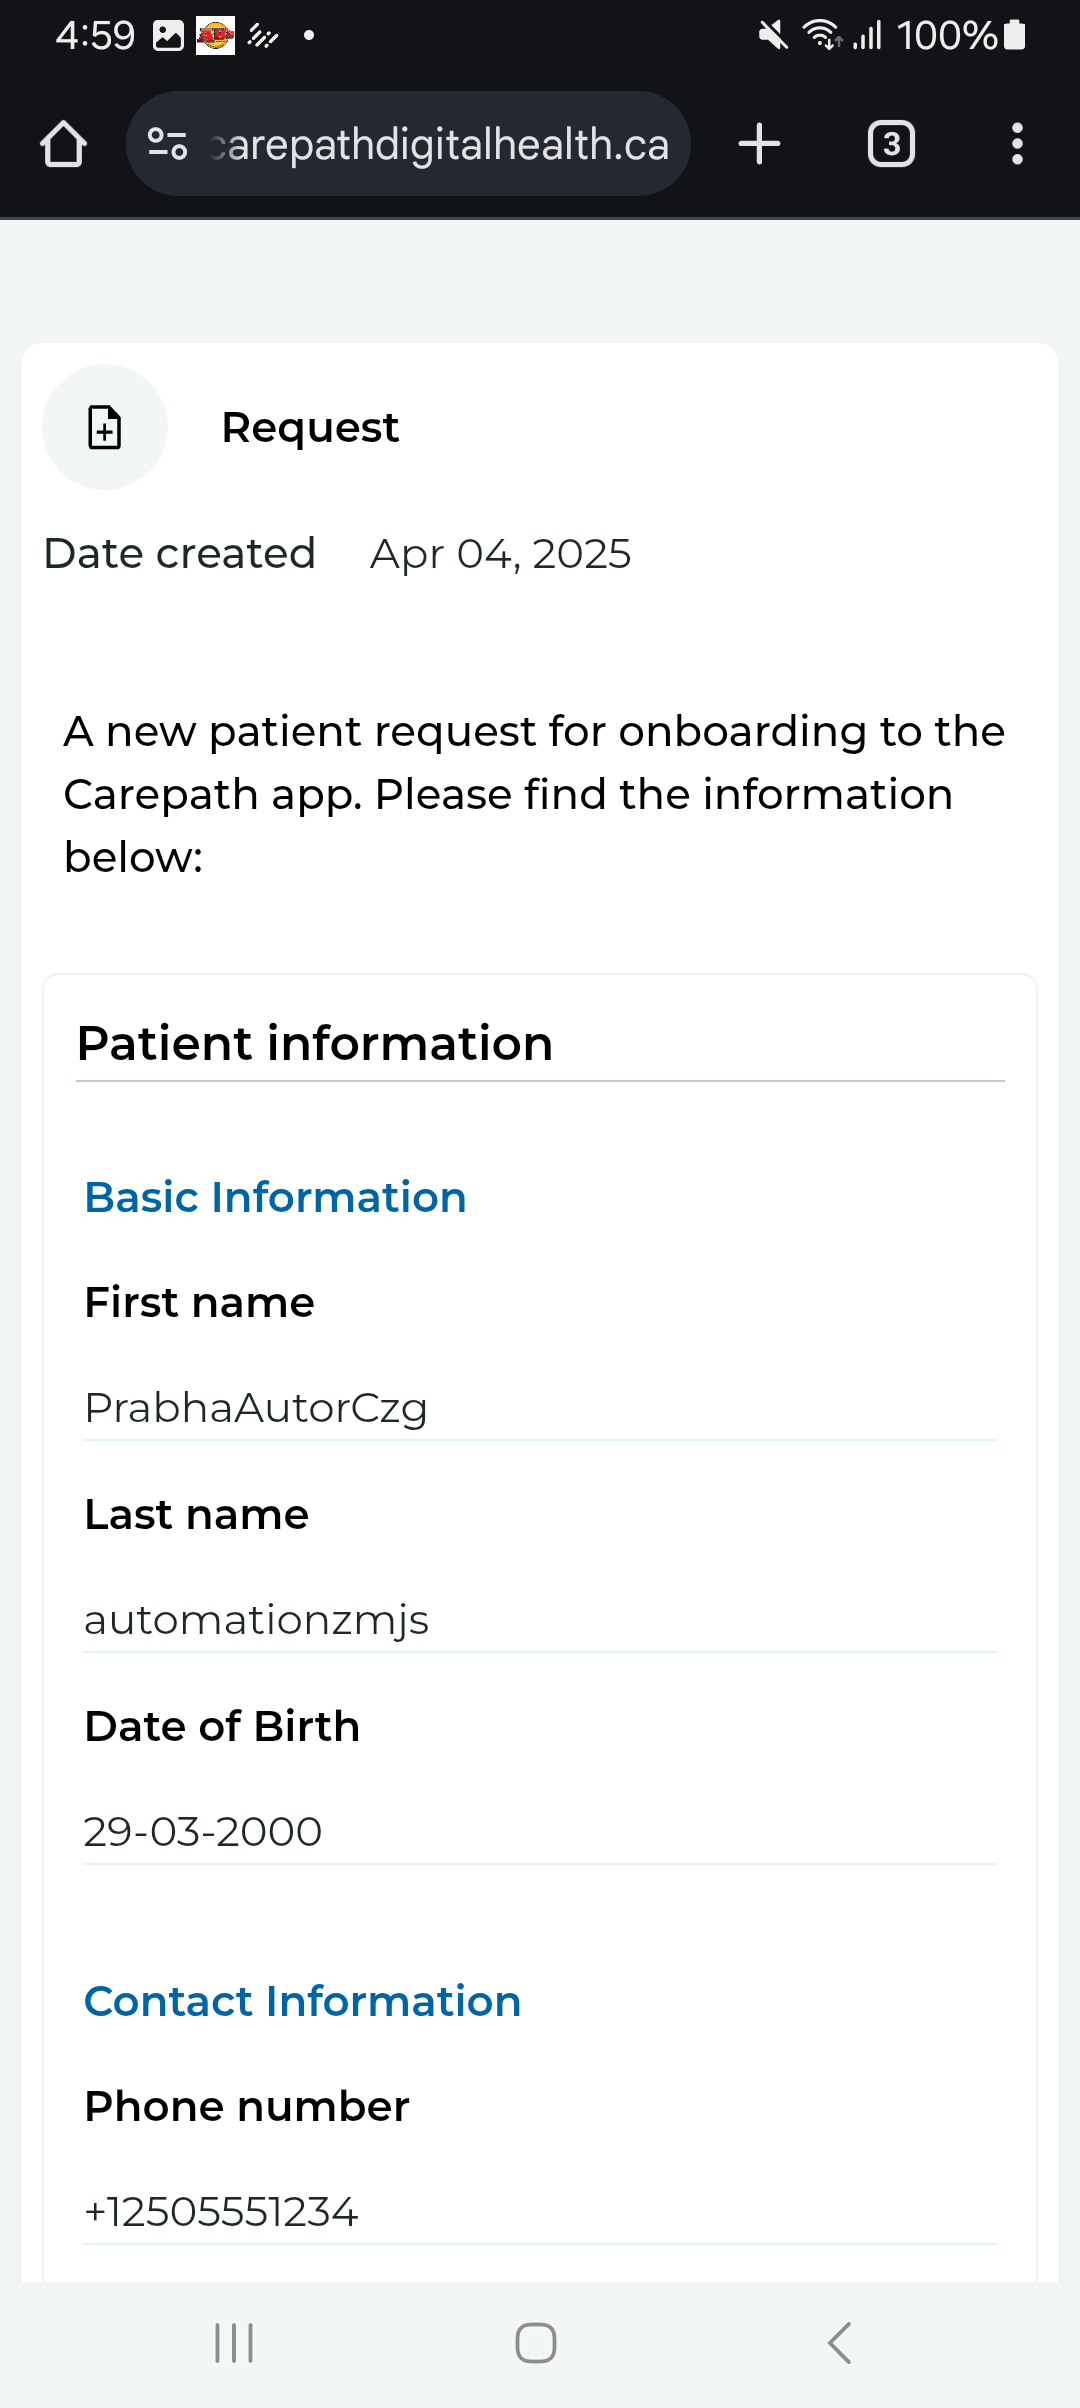 4:59
100%
carepathdigitalhealth.ca
3
Request
Date created Apr 04, 2025
A new patient request for onboarding to the
Carepath app. Please find the information
below:
Patient information
Basic Information
First name
PrabhaAutorCzg
Last name
automationzmjs
Date of Birth
29-03-2000
Contact Information
Phone number
+12505551234